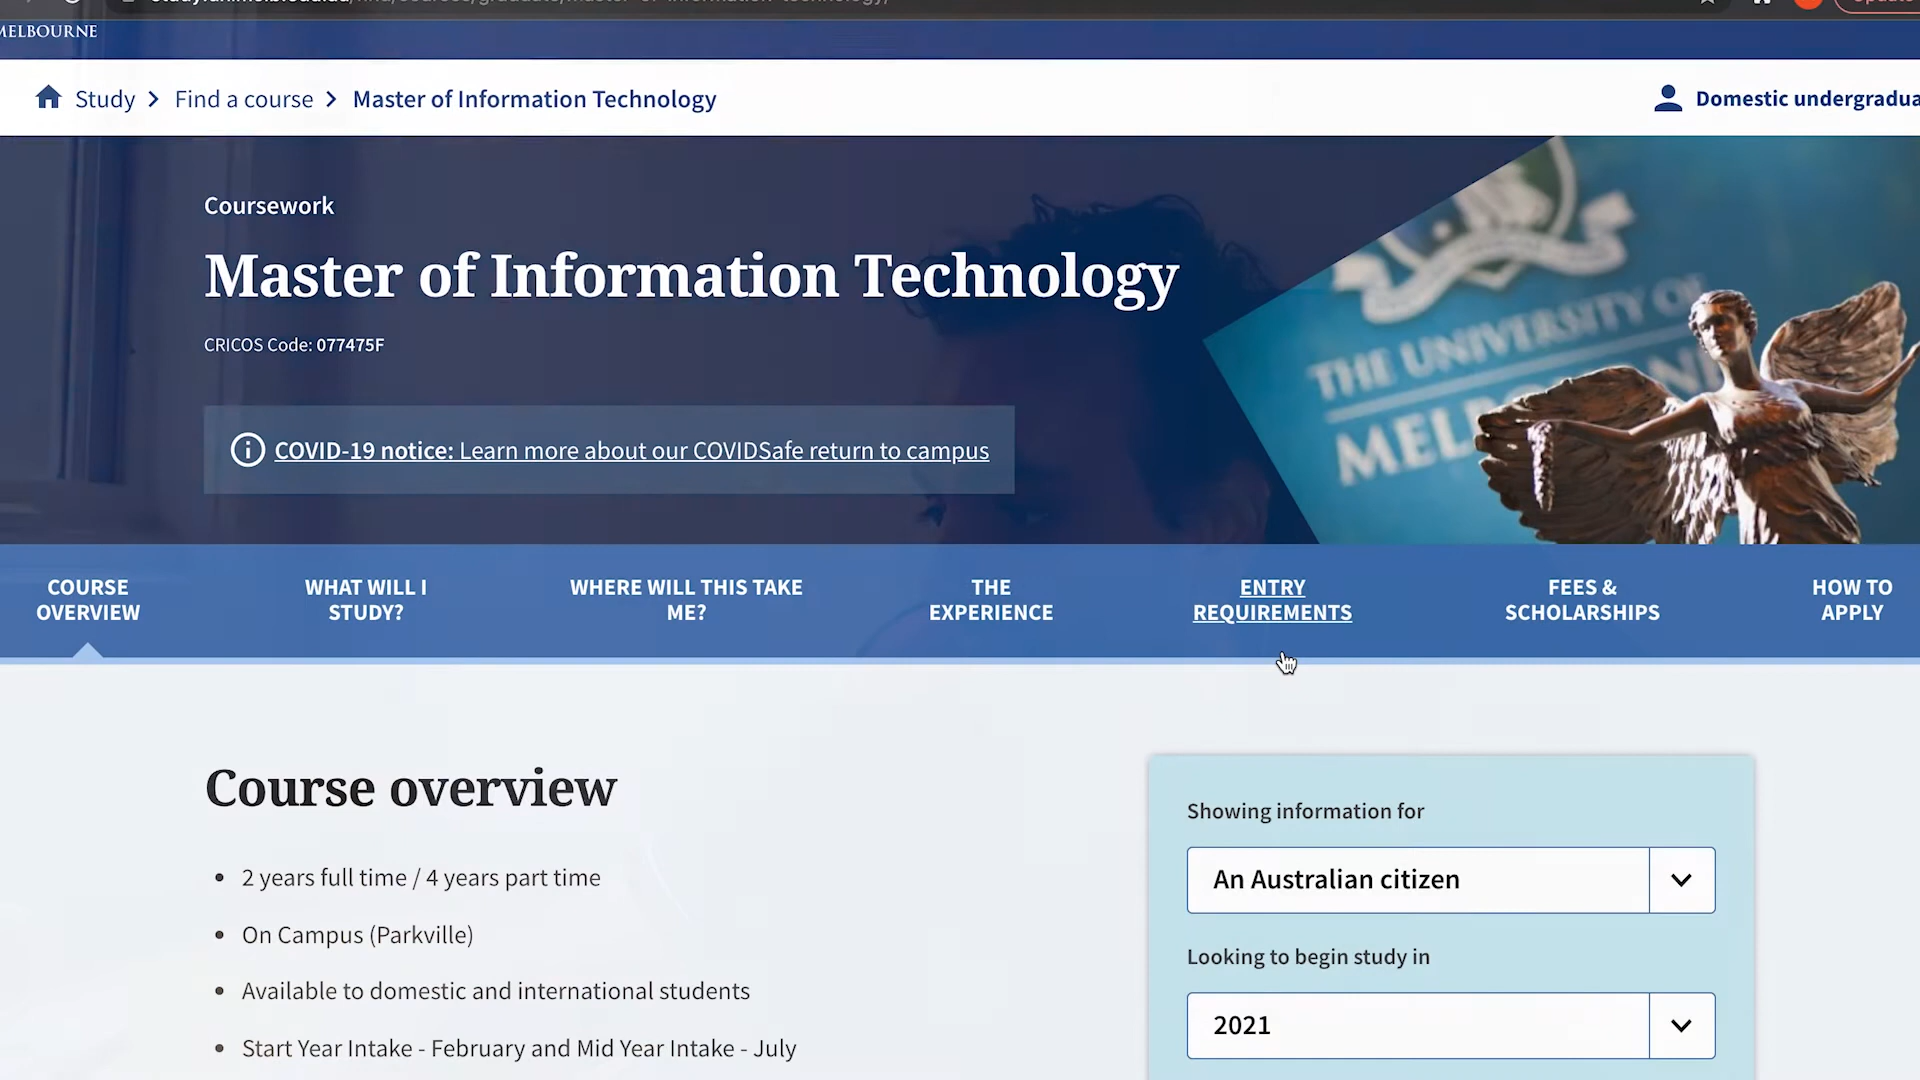 MELBOURNE
Study
Find a course
Master of Information Technology
Domestic undergradua
Coursework
Master of Information Technology
CRICOS Code: 077475F
COVID-19 notice: Learn more about our COVIDSafe return to campus
THE UNIVERSITY OF
COURSE
OVERVIEW
WHAT WILL I
STUDY?
WHERE WILL THIS TAKE
ME?
THE
EXPERIENCE
ENTRY
REQUIREMENTS
FEES &
SCHOLARSHIPS
HOW TO
APPLY
Course overview
• 2 years full time / 4 years part time
• On Campus (Parkville)
• Available to domestic and international students
• Start Year Intake - February and Mid Year Intake - July
Showing information for
An Australian citizen
Looking to begin study in
2021